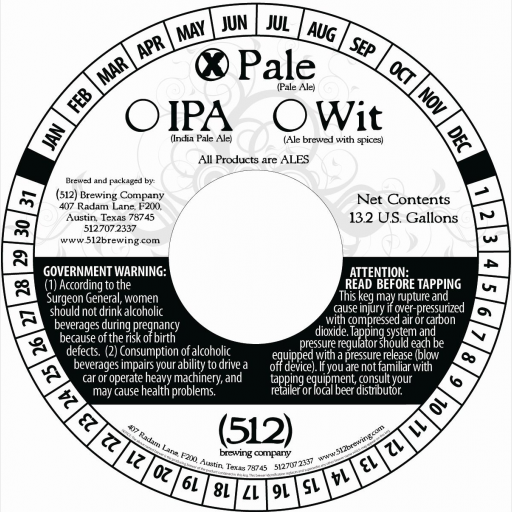 JAN
FEB
MAR
APR
MAY
JUN
JUL
AUG
SEP
OCT
NOV
DEC
X Pale
(Pale Ale)
IPA
(India Pale Ale)
Wit
(Ale brewed with spices)
All Products are ALES
Brewed and packaged by:
(512) Brewing Company
407 Radam Lane, F200,
Austin, Texas 78745
512.707.2337
www.512brewing.com
Net Contents
13.2 U.S. Gallons
GOVERNMENT WARNING:
(1) According to the
Surgeon General, women
should not drink alcoholic
beverages during pregnancy
because of the risk of birth
defects. (2) Consumption of alcoholic
beverages impairs your ability to drive a
car or operate heavy machinery, and
may cause health problems.
ATTENTION:
READ BEFORE TAPPING
This keg may rupture and
cause injury if over-pressurized
with compressed air or carbon
dioxide. Tapping system and
pressure regulator should each be
equipped with a pressure release (blow
off device). If you are not familiar with
tapping equipment, consult your
retailer or local beer distributor.
(512)
brewing company
407 Radam Lane, F200, Austin, Texas 78745 512.707.2337 www.512brewing.com
1
2
3
4
5
6
7
8
9
10
11
12
13
14
15
16
17
18
19
20
21
22
23
24
25
26
27
28
29
30
31